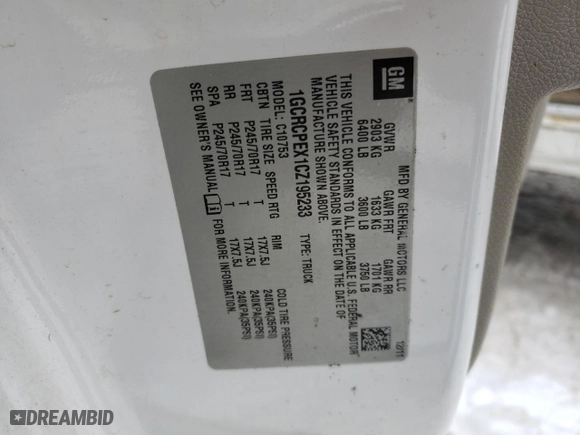 GM
MFD BY GENERAL MOTORS LLC
GVWR GAWR FRT GAWR RR
2903 KG 1633 KG 1701 KG
6400 LB 3600 LB 3750 LB
12/11
THIS VEHICLE CONFORMS TO ALL APPLICABLE U.S. FEDERAL MOTOR
VEHICLE SAFETY STANDARDS IN EFFECT ON THE DATE OF
MANUFACTURE SHOWN ABOVE.
1GCRCPEX1CZ195233 TYPE: TRUCK
MODEL: C10753
CBTN TIRE SIZE SPEED RTG RIM COLD TIRE PRESSURE
FRT P245/70R17 T 17X7.5J 240KPA(35PSI)
RR P245/70R17 T 17X7.5J 240KPA(35PSI)
SPA P245/70R17 T 17X7.5J 240KPA(35PSI)
SEE OWNER'S MANUAL FOR MORE INFORMATION.
DREAMBID